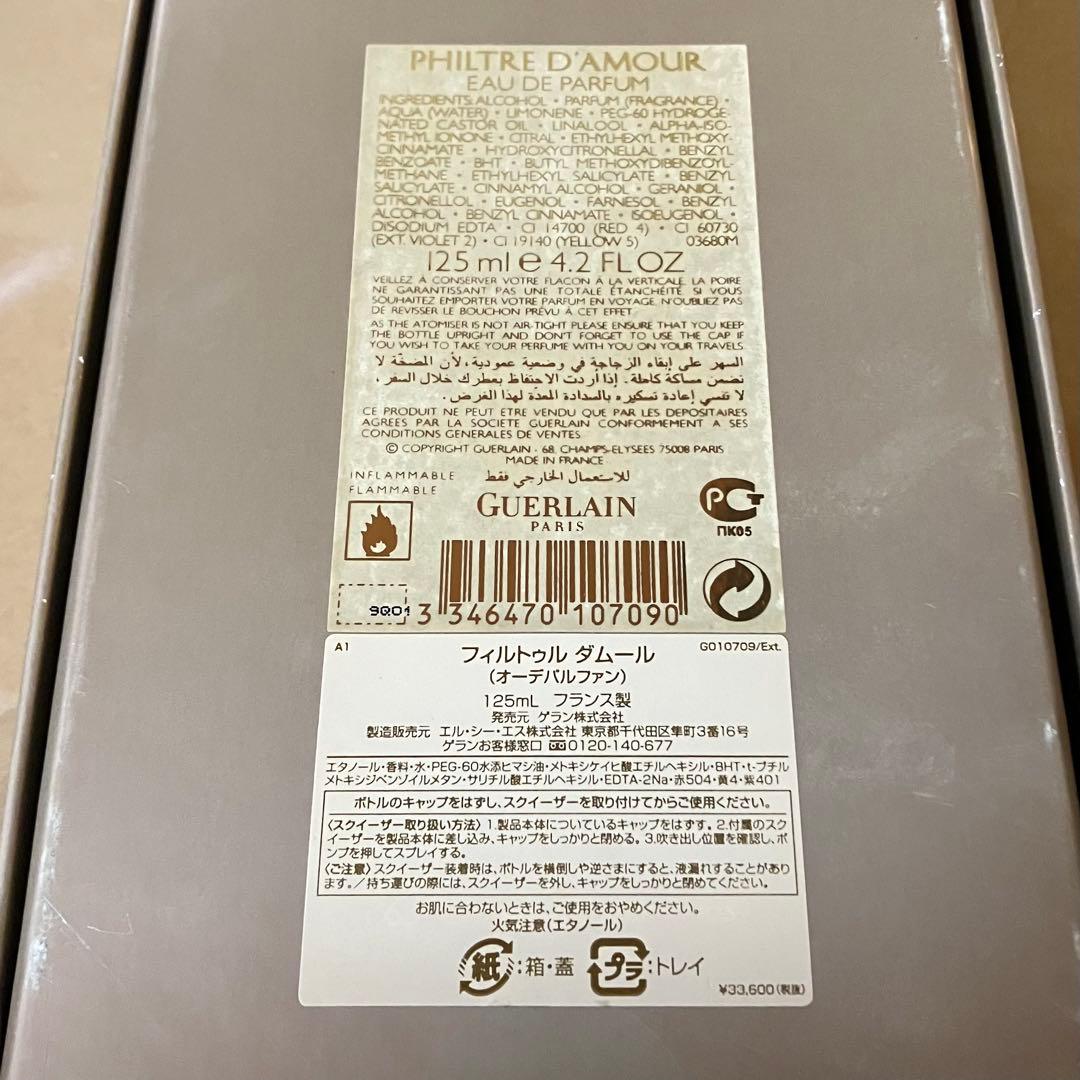 PHILTRE D'AMOUR
EAU DE PARFUM
INGREDIENTS: ALCOHOL • PARFUM (FRAGRANCE) •
AQUA (WATER) • LIMONENE • PEG-60 HYDROGE-
NATED CASTOR OIL • LINALOOL • ALPHA-ISO-
METHYL IONONE • CITRAL • ETHYLHEXYL METHOXY-
CINNAMATE • HYDROXYCITRONELLAL • BENZYL
BENZOATE • BHT • BUTYL METHOXYDIBENZOYL-
METHANE • ETHYLHEXYL SALICYLATE • BENZYL
SALICYLATE • CINNAMYL ALCOHOL • GERANIOL •
CITRONELLOL • EUGENOL • FARNESOL • BENZYL
ALCOHOL • BENZYL CINNAMATE • ISOEUGENOL •
DISODIUM EDTA • CI 14700 (RED 4) • CI 60730
(EXT. VIOLET 2) • CI 19140 (YELLOW 5) 03680M
125 ml e 4.2 FL OZ
VEILLEZ À CONSERVER VOTRE FLACON À LA VERTICALE. LA POIRE
NE GARANTISSANT PAS UNE TOTALE ÉTANCHÉITÉ SI VOUS
SOUHAITEZ EMPORTER VOTRE PARFUM EN VOYAGE, N'OUBLIEZ PAS
DE REVISSER LE BOUCHON PRÉVU À CET EFFET.
AS THE ATOMISER IS NOT AIR-TIGHT PLEASE ENSURE THAT YOU KEEP
THE BOTTLE UPRIGHT AND DON'T FORGET TO USE THE CAP IF
YOU WISH TO TAKE YOUR PERFUME WITH YOU ON YOUR TRAVELS.
السهر على إبقاء الزجاجة في وضعية عمودية، لأن المضخّة لا
تضمن مساكة كاملة. إذا أردت الاحتفاظ بعطرك خلال السفر،
لا تنسي إعادة تسكيره بالسدادة المعدّة لهذا الغرض.
CE PRODUIT NE PEUT ETRE VENDU QUE PAR LES DEPOSITAIRES
AGREES PAR LA SOCIETE GUERLAIN CONFORMEMENT A SES
CONDITIONS GENERALES DE VENTES
© COPYRIGHT GUERLAIN - 68, CHAMPS-ELYSEES 75008 PARIS
MADE IN FRANCE
للاستعمال الخارجي فقط
INFLAMMABLE
FLAMMABLE
GUERLAIN
PARIS
РСТ
ПК05
9Q01
3 346470 107090
A1
G010709/Ext.
フィルトゥル ダムール
(オーデパルファン)
125mL フランス製
発売元 ゲラン株式会社
製造販売元 エル・シー・エス株式会社 東京都千代田区隼町3番16号
ゲランお客様窓口 0120-140-677
エタノール・香料・水・PEG-60水添ヒマシ油・メトキシケイヒ酸エチルヘキシル・BHT・t-ブチル
メトキシジベンゾイルメタン・サリチル酸エチルヘキシル・EDTA-2Na・赤504・黄4・紫401
ボトルのキャップをはずし、スクイーザーを取り付けてからご使用ください。
〈スクイーザー取り扱い方法〉1.製品本体についているキャップをはずす。2.付属のスク
イーザーを製品本体に差し込み、キャップをしっかりと閉める。3.吹き出し位置を確認し、ポ
ンプを押してスプレイする。
〈ご注意〉スクイーザー装着時は、ボトルを横倒しや逆さまにすると、液漏れすることがあり
ます。／持ち運びの際には、スクイーザーを外し、キャップをしっかりと閉めてください。
お肌に合わないときは、ご使用をおやめください。
火気注意(エタノール)
紙:箱・蓋 プラ:トレイ
¥33,600(税抜)